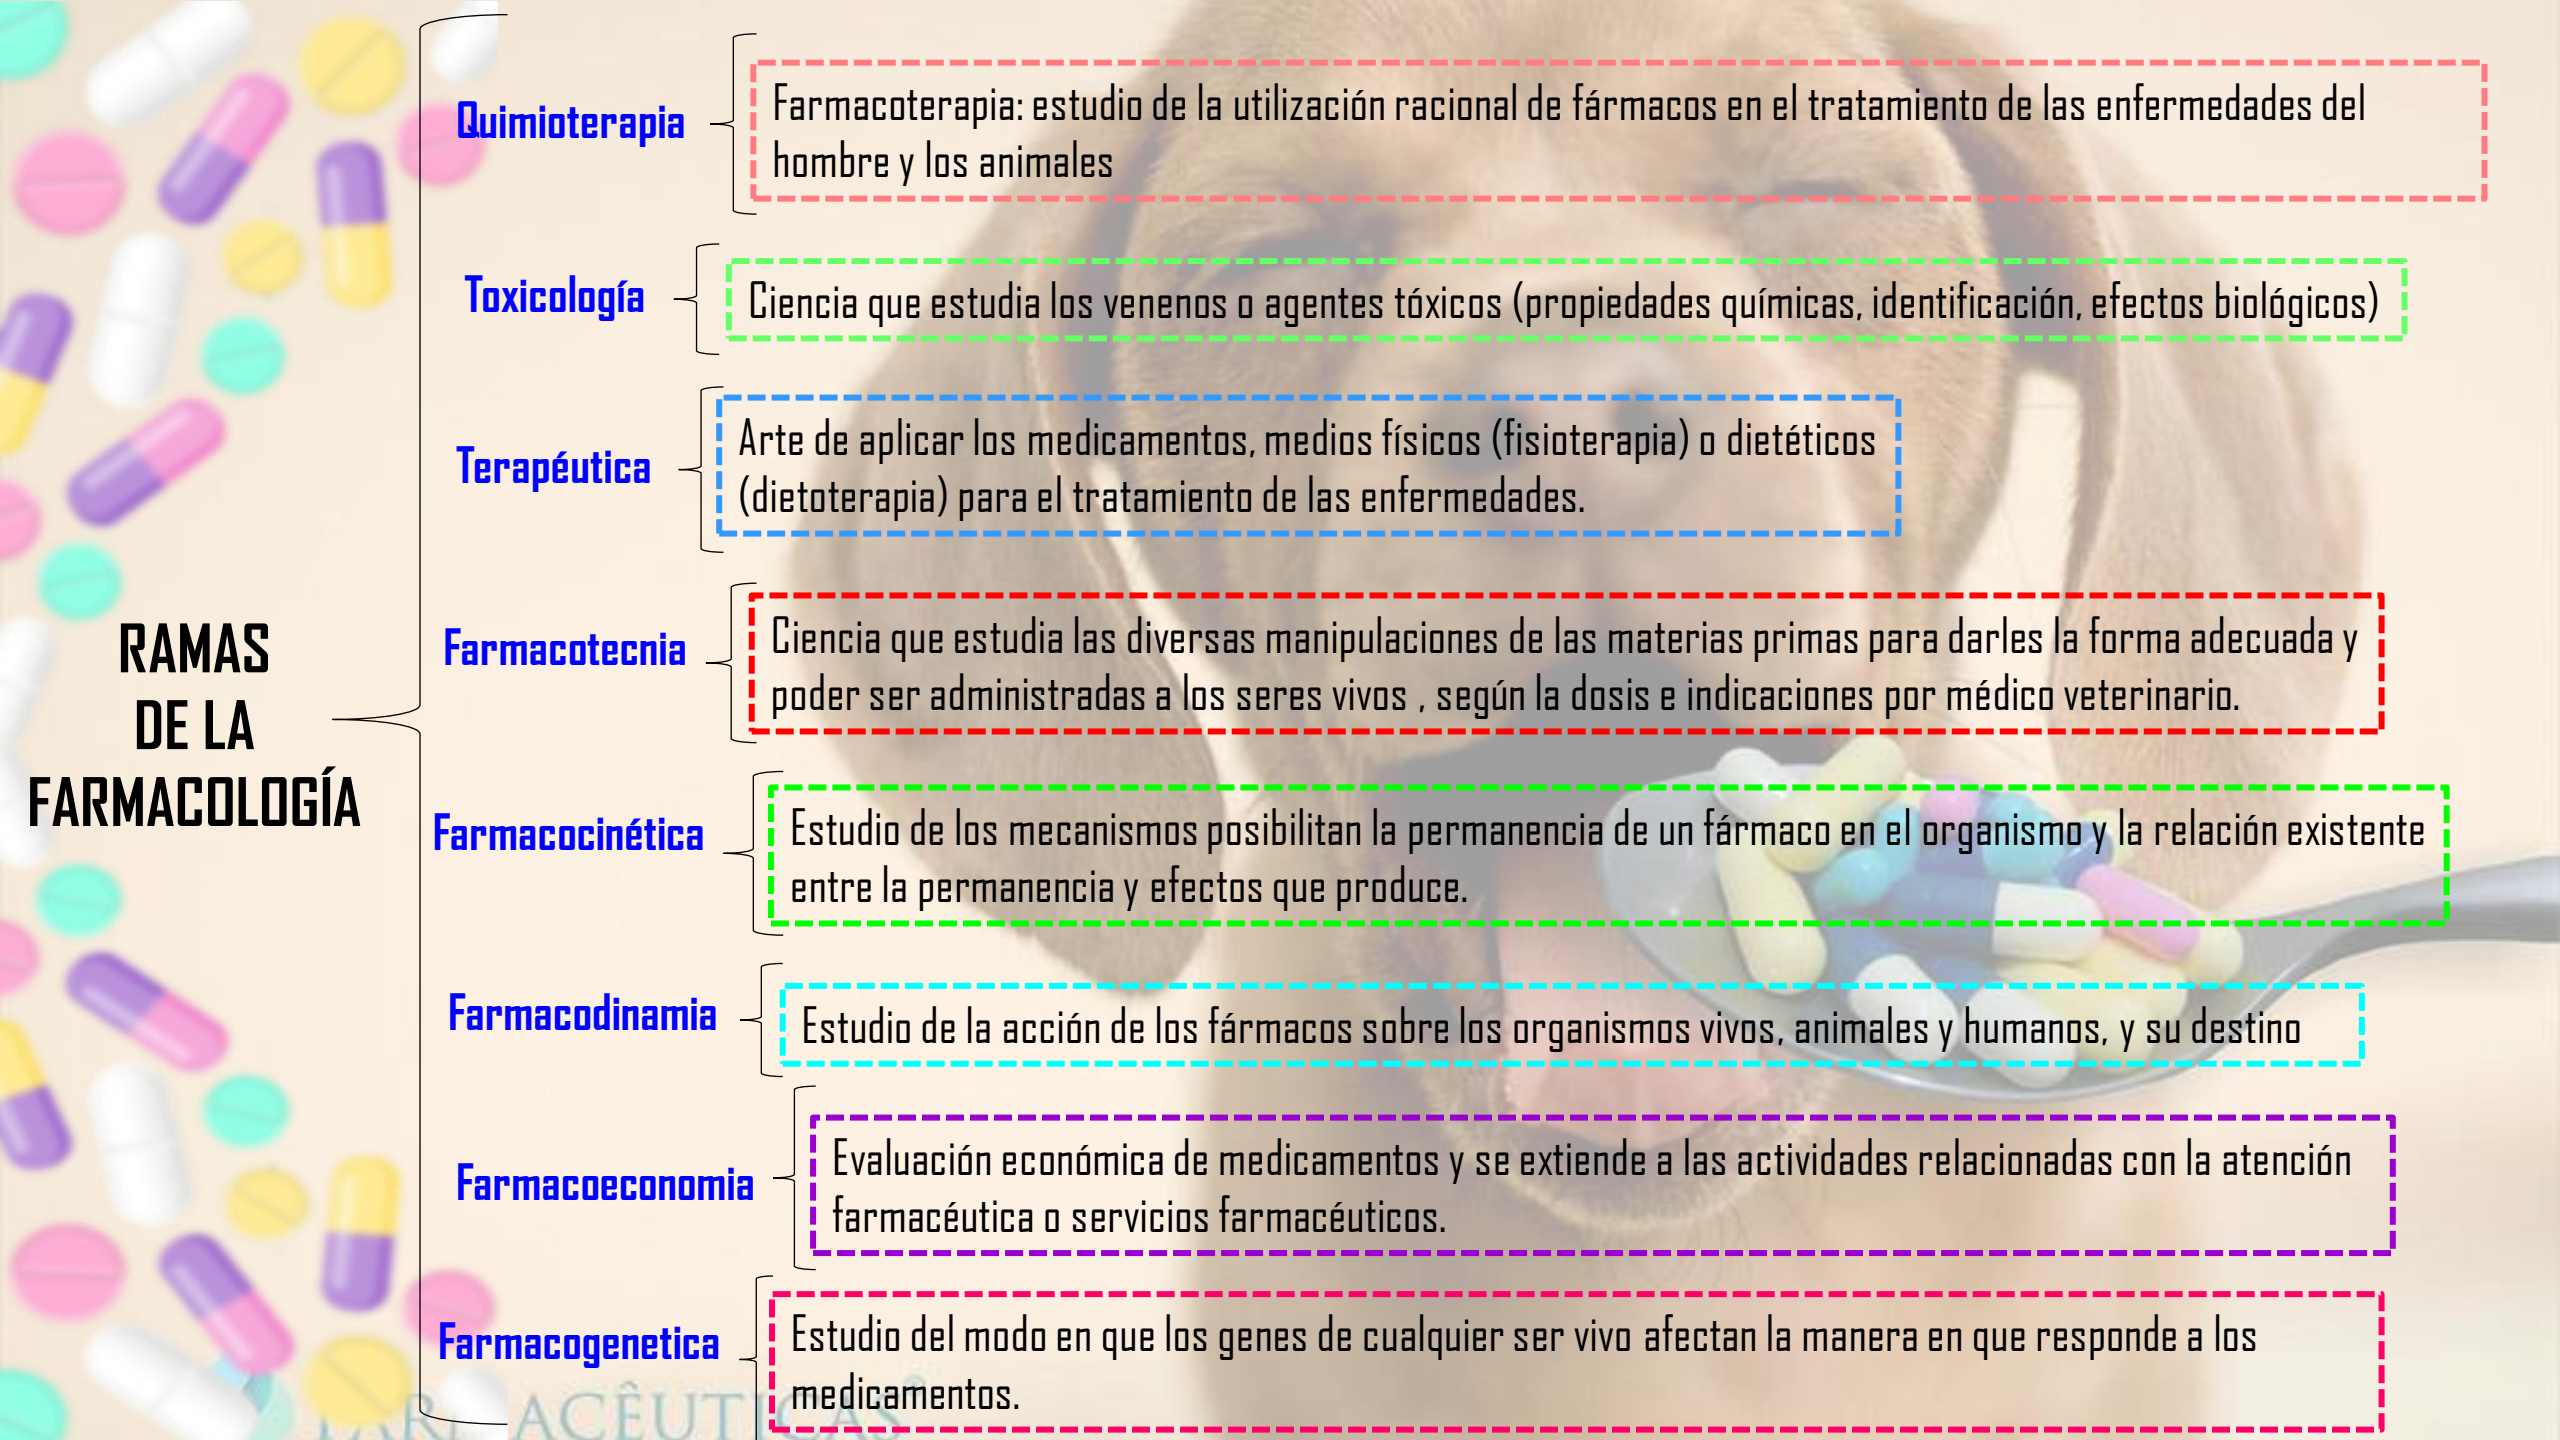 RAMAS
DE LA
FARMACOLOGÍA
Quimioterapia
Farmacoterapia: estudio de la utilización racional de fármacos en el tratamiento de las enfermedades del
hombre y los animales
Toxicología
Ciencia que estudia los venenos o agentes tóxicos (propiedades químicas, identificación, efectos biológicos)
Terapéutica
Arte de aplicar los medicamentos, medios físicos (fisioterapia) o dietéticos
(dietoterapia) para el tratamiento de las enfermedades.
Farmacotecnia
Ciencia que estudia las diversas manipulaciones de las materias primas para darles la forma adecuada y
poder ser administradas a los seres vivos , según la dosis e indicaciones por médico veterinario.
Farmacocinética
Estudio de los mecanismos posibilitan la permanencia de un fármaco en el organismo y la relación existente
entre la permanencia y efectos que produce.
Farmacodinamia
Estudio de la acción de los fármacos sobre los organismos vivos, animales y humanos, y su destino
Farmacoeconomia
Evaluación económica de medicamentos y se extiende a las actividades relacionadas con la atención
farmacéutica o servicios farmacéuticos.
Farmacogenetica
Estudio del modo en que los genes de cualquier ser vivo afectan la manera en que responde a los
medicamentos.